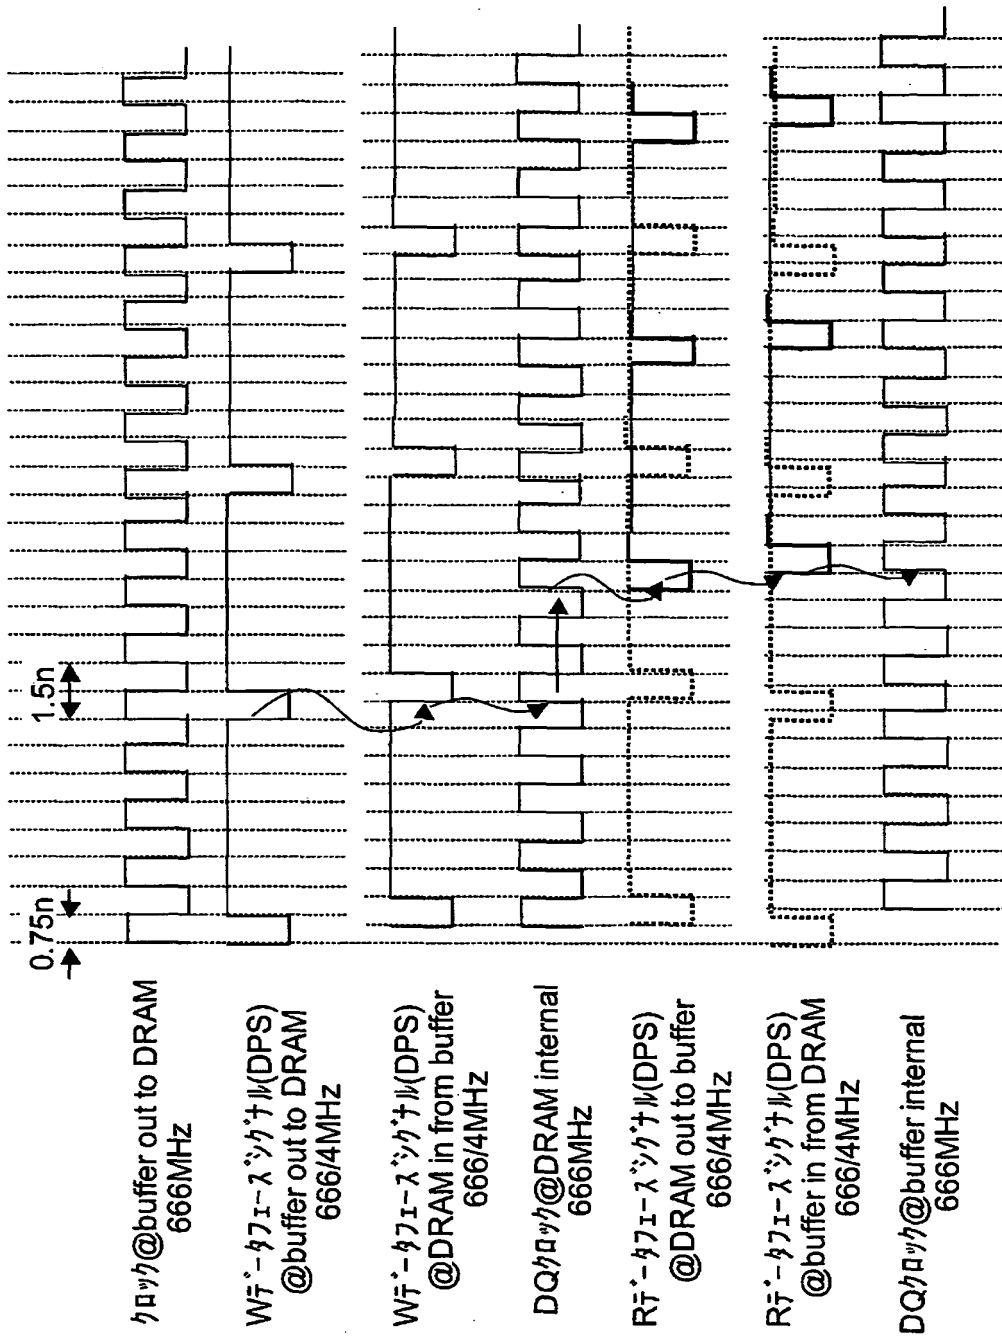 0.75n
1.5n
クロック@buffer out to DRAM
666MHz
Wデータフェーズシグナル(DPS)
@buffer out to DRAM
666/4MHz
Wデータフェーズシグナル(DPS)
@DRAM in from buffer
666/4MHz
DQクロック@DRAM internal
666MHz
Rデータフェーズシグナル(DPS)
@DRAM out to buffer
666/4MHz
Rデータフェーズシグナル(DPS)
@buffer in from DRAM
666/4MHz
DQクロック@buffer internal
666MHz